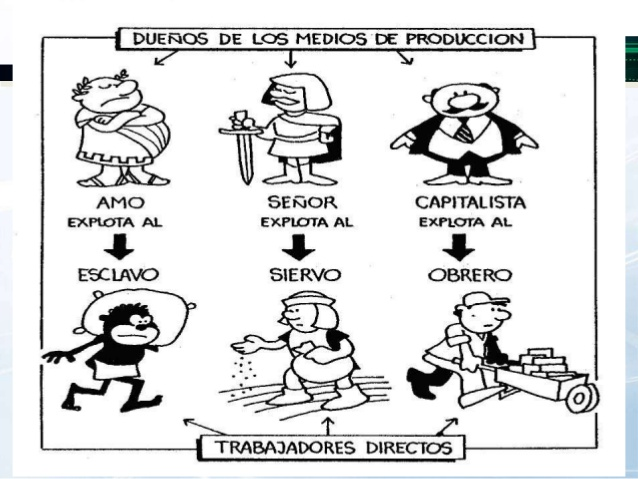 DUEÑOS DE LOS MEDIOS DE PRODUCCION
AMO
EXPLOTA AL
SEÑOR
EXPLOTA AL
CAPITALISTA
EXPLOTA AL
ESCLAVO
SIERVO
OBRERO
TRABAJADORES DIRECTOS